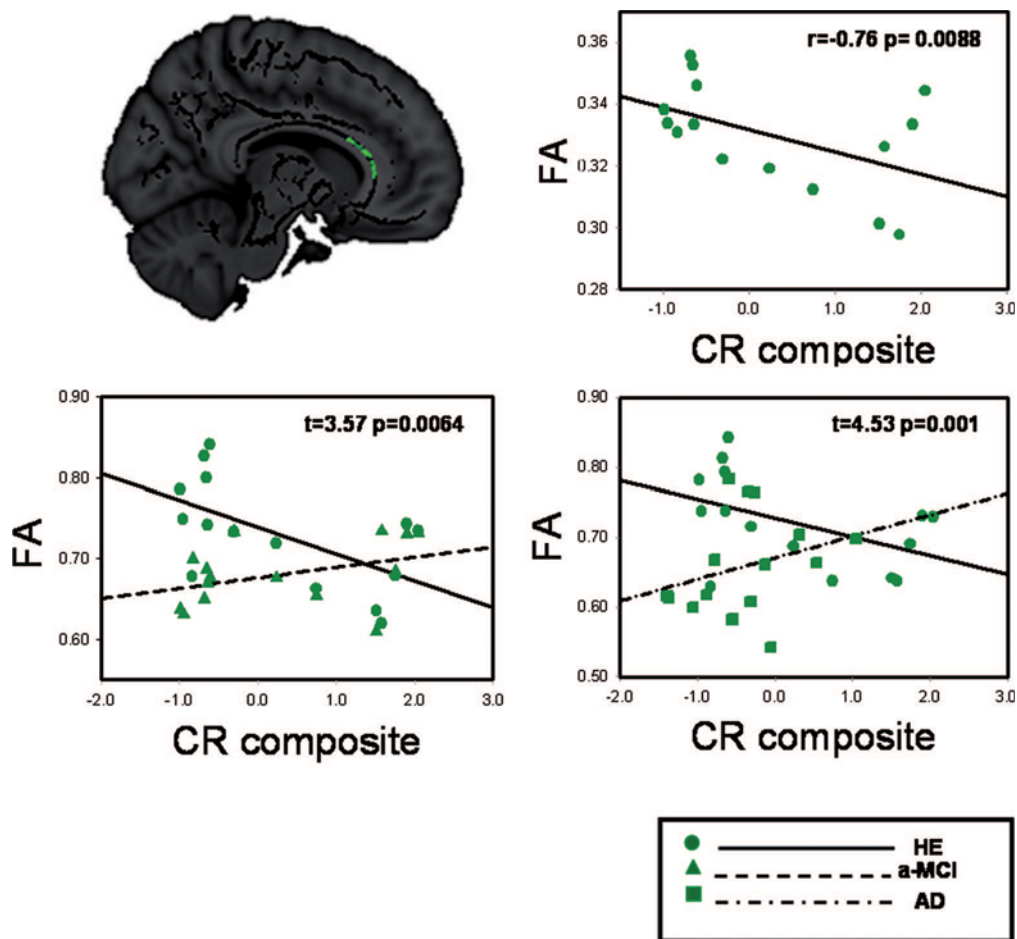 r=-0.76 p= 0.0088
0.36
0.34
0.32
0.30
0.28
FA
-1.0 0.0 1.0 2.0 3.0
CR composite
t=3.57 p=0.0064
0.90
0.80
0.70
0.60
FA
-2.0 -1.0 0.0 1.0 2.0 3.0
CR composite
t=4.53 p=0.001
0.90
0.80
0.70
0.60
0.50
FA
-2.0 -1.0 0.0 1.0 2.0 3.0
CR composite
HE
a-MCI
AD